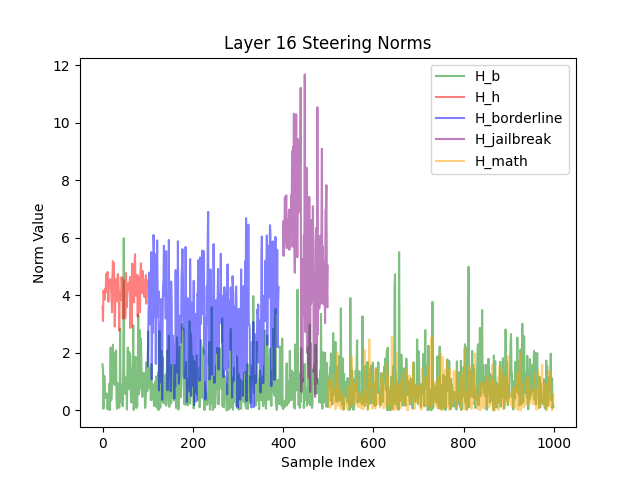 Layer 16 Steering Norms
12
10
8
6
4
2
0
Norm Value
0
200
400
600
800
1000
Sample Index
H_b
H_h
H_borderline
H_jailbreak
H_math